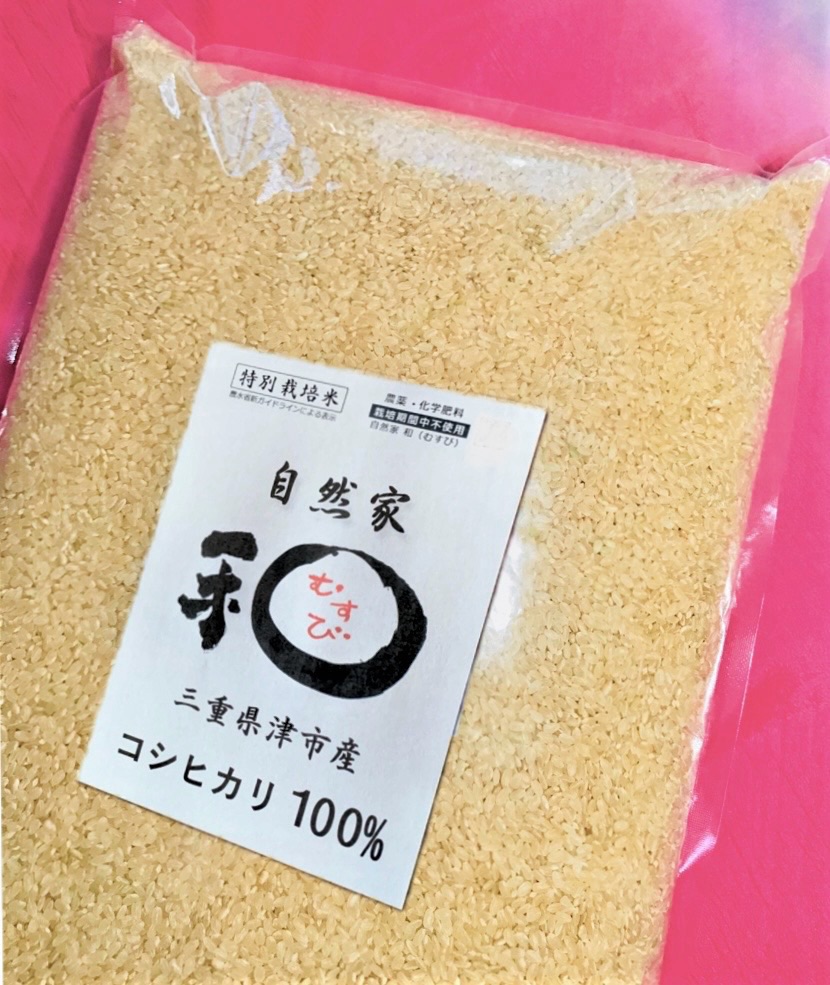 特別栽培米
農水省新ガイドラインによる表示
農薬・化学肥料
栽培期間中不使用
自然家 和（むすび）
自然家
和
むすび
三重県津市産
コシヒカリ 100%